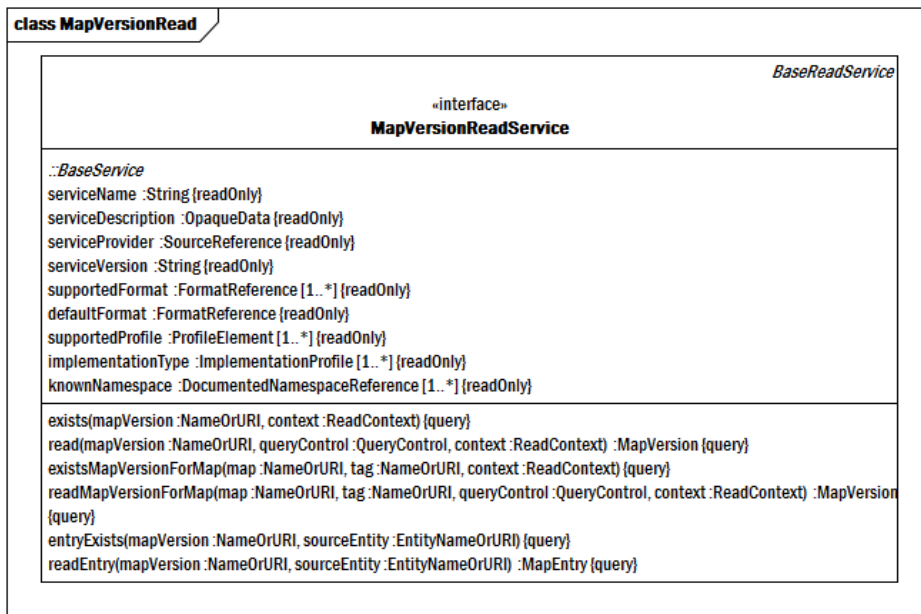 class MapVersionRead
BaseReadService
«interface»
MapVersionReadService
::BaseService
serviceName :String {readOnly}
serviceDescription :OpaqueData {readOnly}
serviceProvider :SourceReference {readOnly}
serviceVersion :String {readOnly}
supportedFormat :FormatReference [1..*] {readOnly}
defaultFormat :FormatReference {readOnly}
supportedProfile :ProfileElement [1..*] {readOnly}
implementationType :ImplementationProfile [1..*] {readOnly}
knownNamespace :DocumentedNamespaceReference [1..*] {readOnly}
exists(mapVersion :NameOrURI, context :ReadContext) {query}
read(mapVersion :NameOrURI, queryControl :QueryControl, context :ReadContext) :MapVersion {query}
existsMapVersionForMap(map :NameOrURI, tag :NameOrURI, context :ReadContext) {query}
readMapVersionForMap(map :NameOrURI, tag :NameOrURI, queryControl :QueryControl, context :ReadContext) :MapVersion
{query}
entryExists(mapVersion :NameOrURI, sourceEntity :EntityNameOrURI) {query}
readEntry(mapVersion :NameOrURI, sourceEntity :EntityNameOrURI) :MapEntry {query}